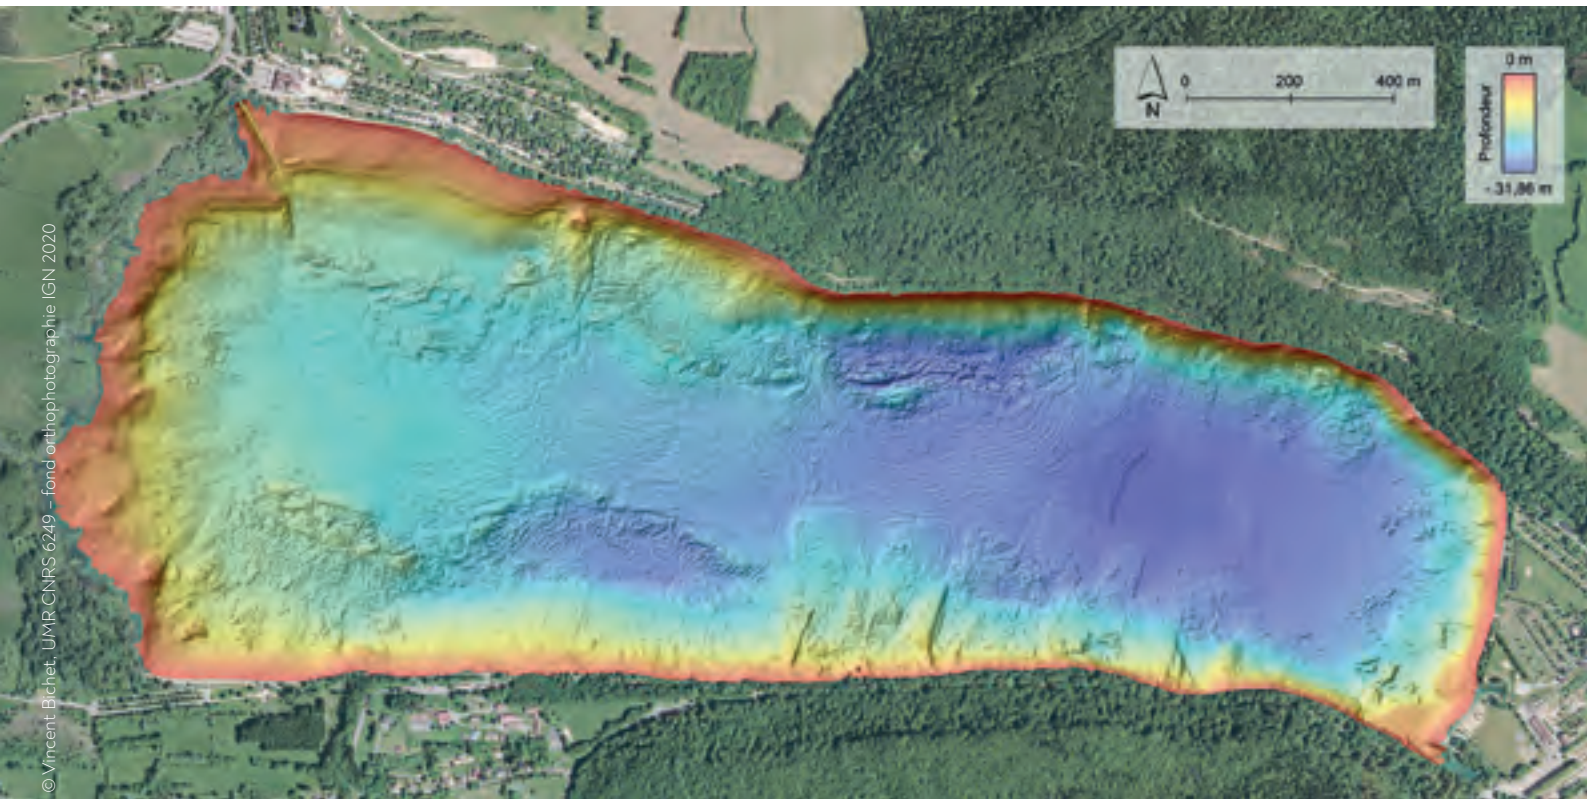 0 200 400 m
N
0 m
Profondeur
- 31,86 m
© Vincent Bichet, UMR CNRS 6249 – fond orthophotographie IGN 2020